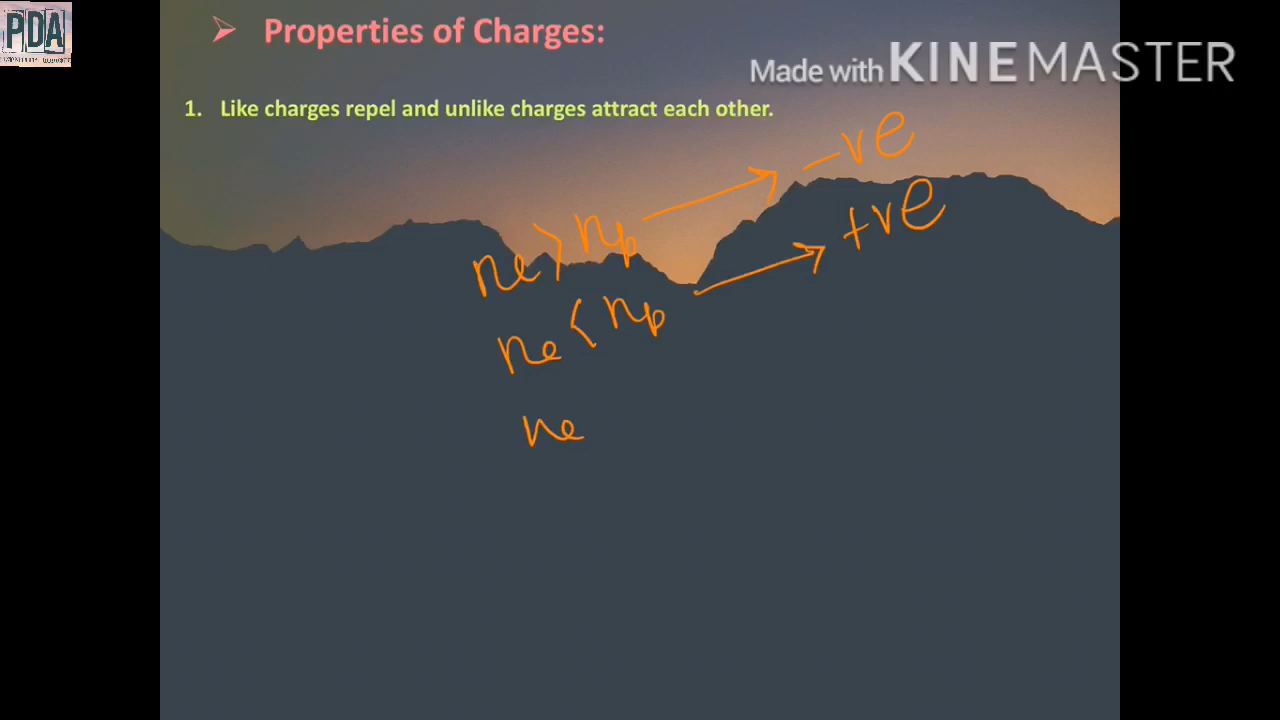 PDA
➢ Properties of Charges:
Made with KINEMASTER
1. Like charges repel and unlike charges attract each other.
ne > np → -ve
ne < np → +ve
ne